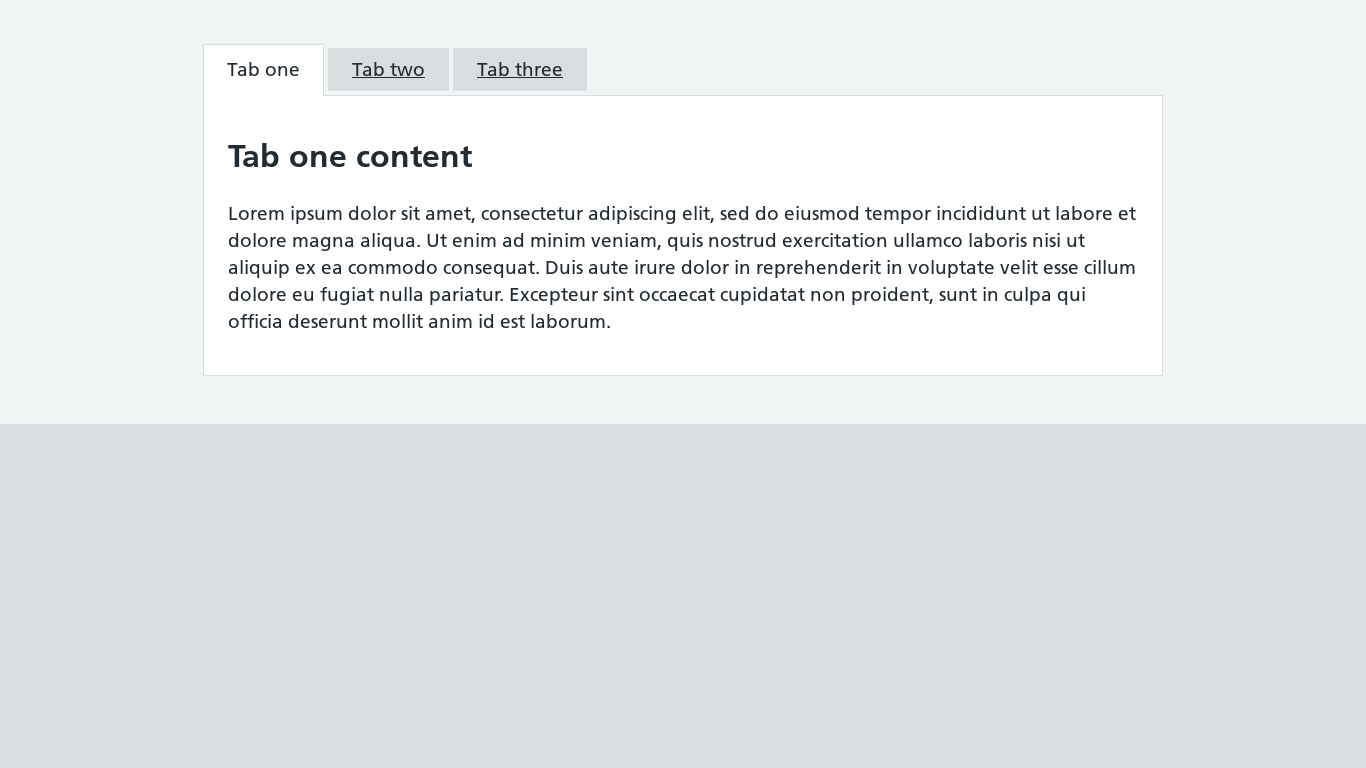 Tab one Tab two Tab three
Tab one content
Lorem ipsum dolor sit amet, consectetur adipiscing elit, sed do eiusmod tempor incididunt ut labore et
dolore magna aliqua. Ut enim ad minim veniam, quis nostrud exercitation ullamco laboris nisi ut
aliquip ex ea commodo consequat. Duis aute irure dolor in reprehenderit in voluptate velit esse cillum
dolore eu fugiat nulla pariatur. Excepteur sint occaecat cupidatat non proident, sunt in culpa qui
officia deserunt mollit anim id est laborum.